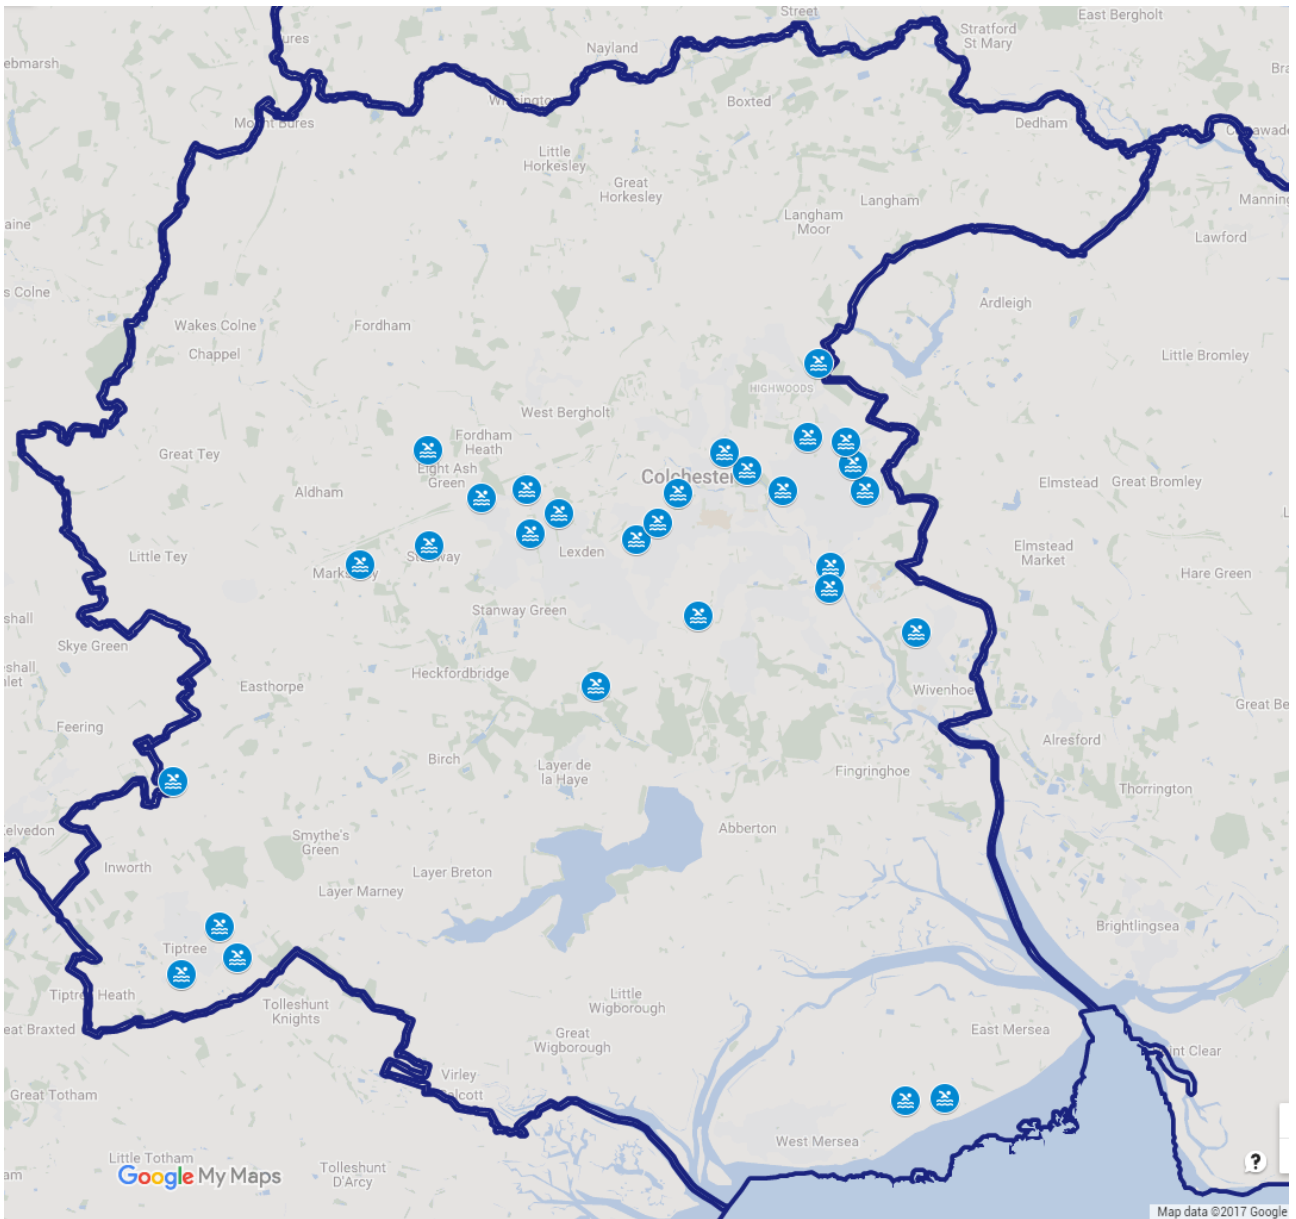 Street
East Bergholt
Stratford
St Mary
Nayland
Boxted
Dedham
Mount Bures
Little
Horkesley
Great
Horkesley
Langham
Langham
Moor
Lawford
s Colne
Ardleigh
Wakes Colne
Fordham
Chappel
Little Bromley
HIGHWOODS
West Bergholt
Fordham
Heath
Great Tey
Eight Ash
Green
Colchester
Aldham
Elmstead
Great Bromley
Little Tey
Lexden
Elmstead
Market
Hare Green
Stanway Green
Skye Green
Heckfordbridge
Easthorpe
Wivenhoe
Feering
Alresford
Birch
Layer de
la Haye
Fingringhoe
Thorrington
Abberton
Smythe's
Green
Inworth
Layer Breton
Layer Marney
Brightlingsea
Tiptree
Tiptree Heath
Tolleshunt
Knights
Little
Wigborough
Great
Wigborough
East Mersea
Virley
Great Totham
West Mersea
Little Totham
Tolleshunt
D'Arcy
Google My Maps
?
Map data ©2017 Google